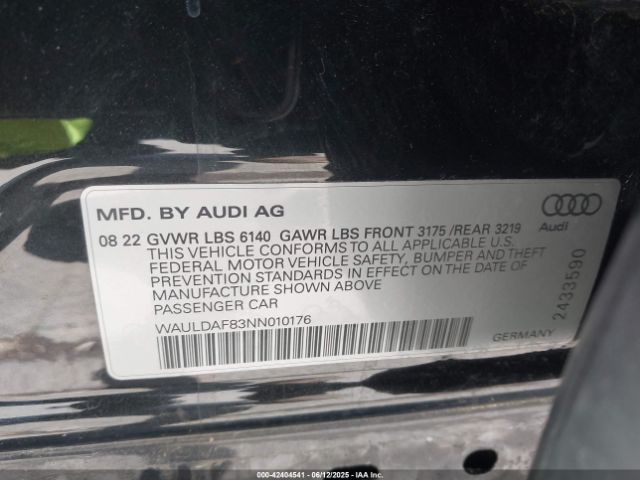 MFD. BY AUDI AG
08 22 GVWR LBS 6140 GAWR LBS FRONT 3175 /REAR 3219
THIS VEHICLE CONFORMS TO ALL APPLICABLE U.S.
FEDERAL MOTOR VEHICLE SAFETY, BUMPER AND THEFT
PREVENTION STANDARDS IN EFFECT ON THE DATE OF
MANUFACTURE SHOWN ABOVE
PASSENGER CAR
WAULDAF83NN010176
Audi
2433590
GERMANY
000-42404541 - 06/12/2025 - IAAI Inc.